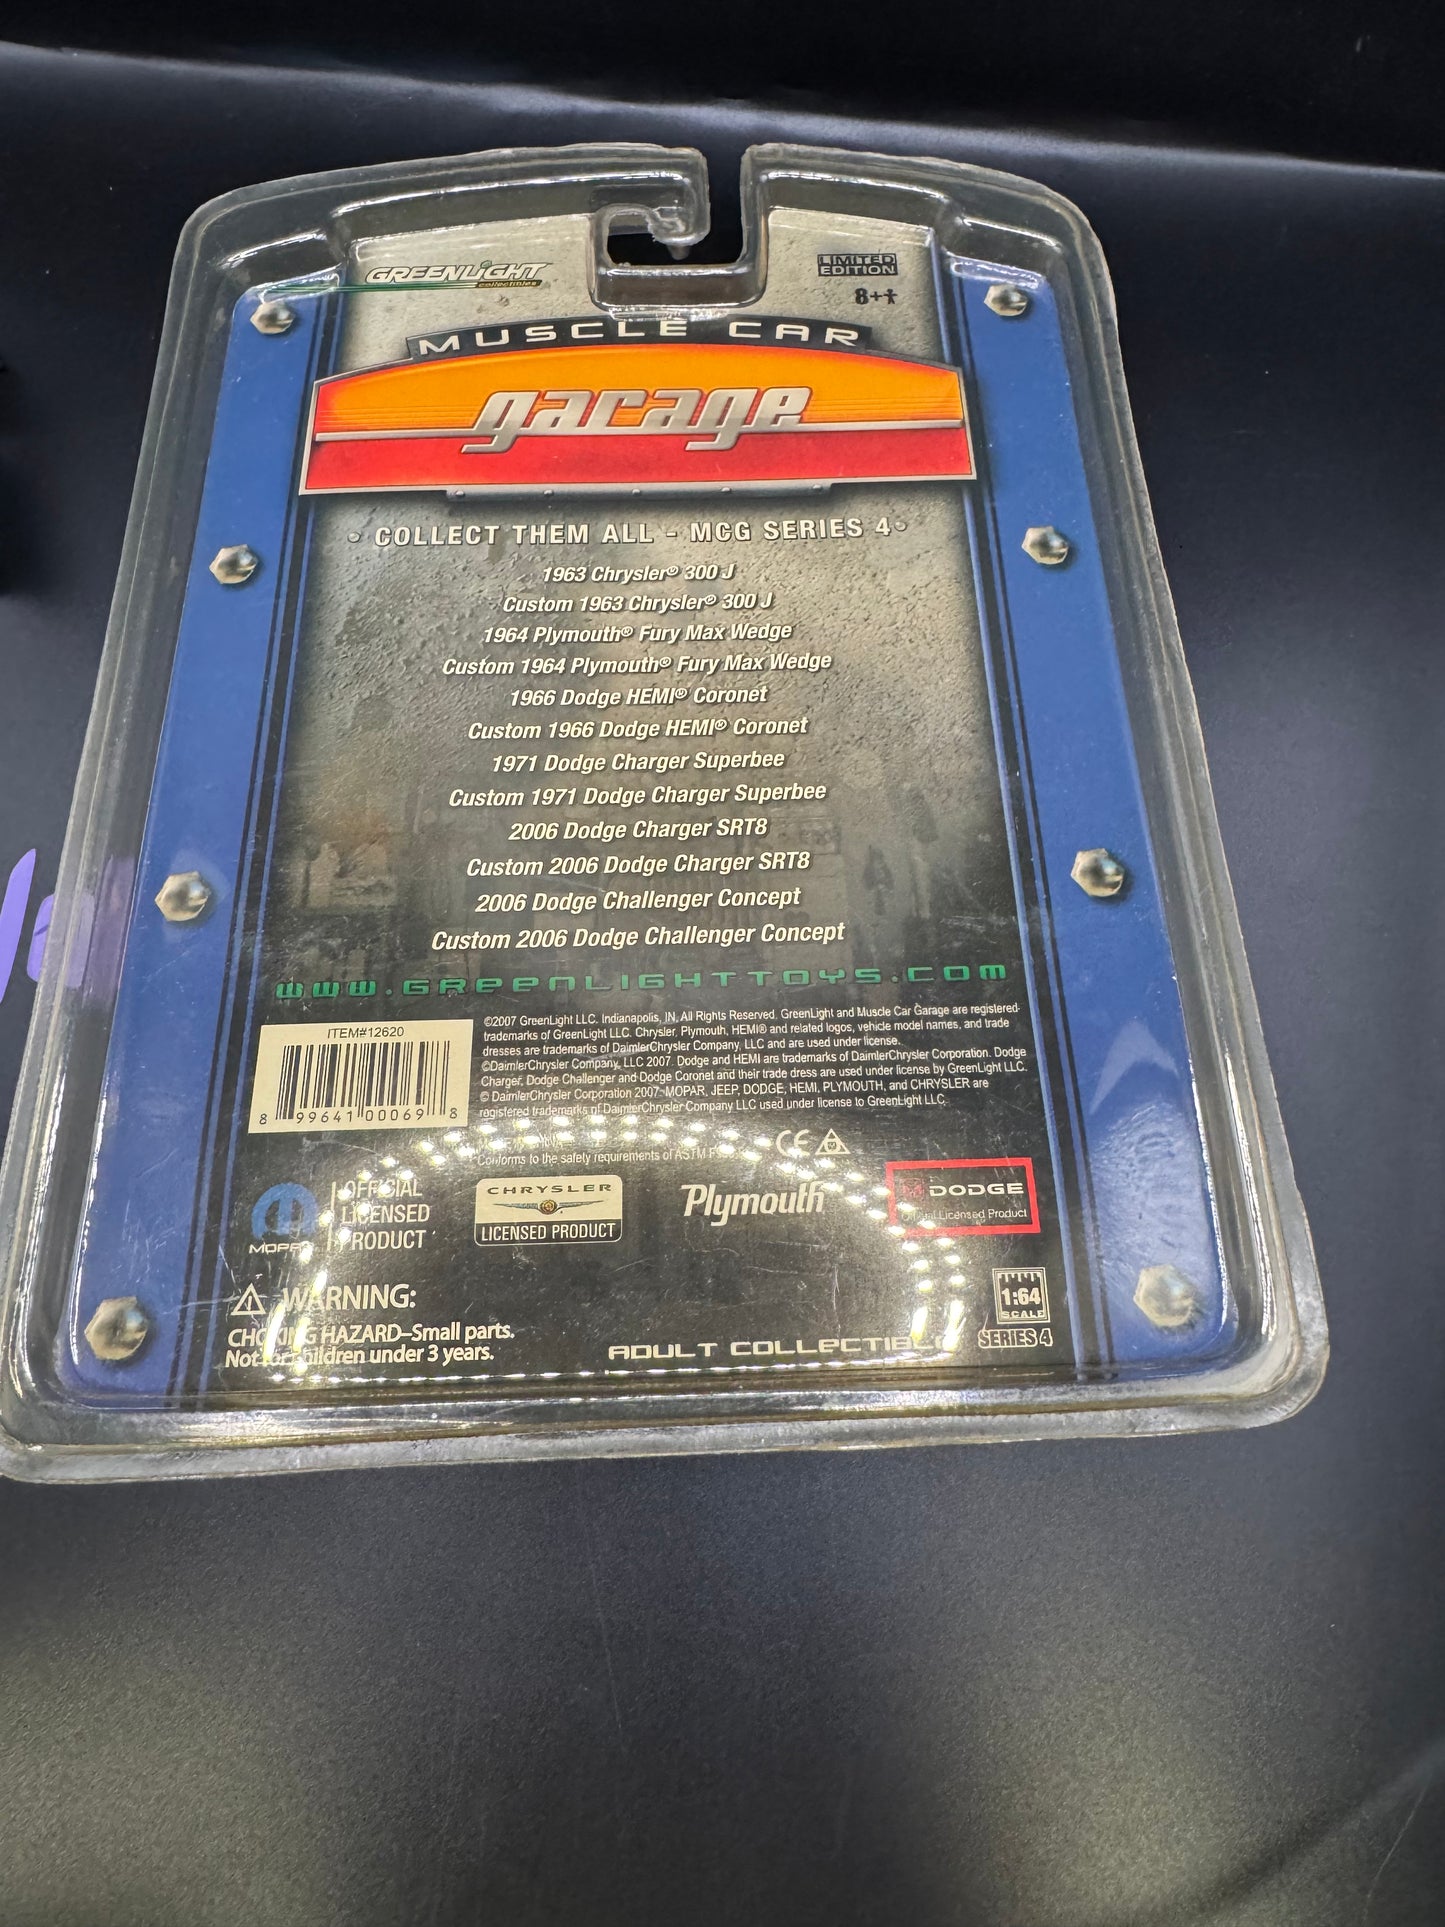 GREENLIGHT
collectibles
LIMITED
EDITION
8+
MUSCLE CAR
garage
• COLLECT THEM ALL - MCG SERIES 4 •
1963 Chrysler® 300 J
Custom 1963 Chrysler® 300 J
1964 Plymouth® Fury Max Wedge
Custom 1964 Plymouth® Fury Max Wedge
1966 Dodge HEMI® Coronet
Custom 1966 Dodge HEMI® Coronet
1971 Dodge Charger Superbee
Custom 1971 Dodge Charger Superbee
2006 Dodge Charger SRT8
Custom 2006 Dodge Charger SRT8
2006 Dodge Challenger Concept
Custom 2006 Dodge Challenger Concept
www.GREENLIGHTTOYS.COM
ITEM#12620
8 99641 00069 8
©2007 GreenLight LLC. Indianapolis, IN. All Rights Reserved. GreenLight and Muscle Car Garage are registered
trademarks of GreenLight LLC. Chrysler, Plymouth, HEMI® and related logos, vehicle model names, and trade
dresses are trademarks of DaimlerChrysler Company, LLC and are used under license.
©DaimlerChrysler Company, LLC 2007. Dodge and HEMI are trademarks of DaimlerChrysler Corporation. Dodge
Charger, Dodge Challenger and Dodge Coronet and their trade dress are used under license by GreenLight LLC.
© DaimlerChrysler Corporation 2007. MOPAR, JEEP, DODGE, HEMI, PLYMOUTH, and CHRYSLER are
registered trademarks of DaimlerChrysler Company LLC used under license to GreenLight LLC.
Conforms to the safety requirements of ASTM
CE
MOPAR
OFFICIAL
LICENSED
PRODUCT
CHRYSLER
LICENSED PRODUCT
Plymouth
DODGE
Official Licensed Product
WARNING:
CHOKING HAZARD–Small parts.
Not for children under 3 years.
ADULT COLLECTIBLE
1:64
SCALE
SERIES 4